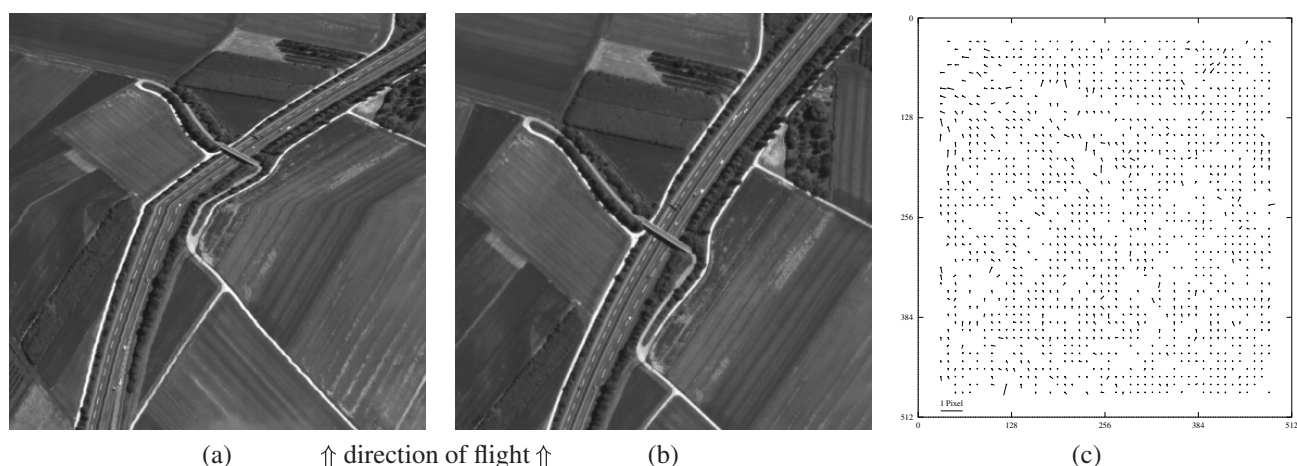 0
128
256
384
512
1 Pixel
0 128 256 384 512
(a) ⇑ direction of flight ⇑ (b) (c)